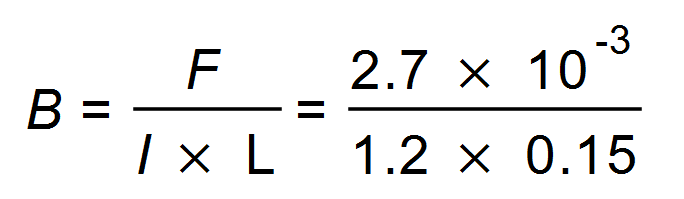 B = F / I × L = 2.7 × 10⁻³ / 1.2 × 0.15